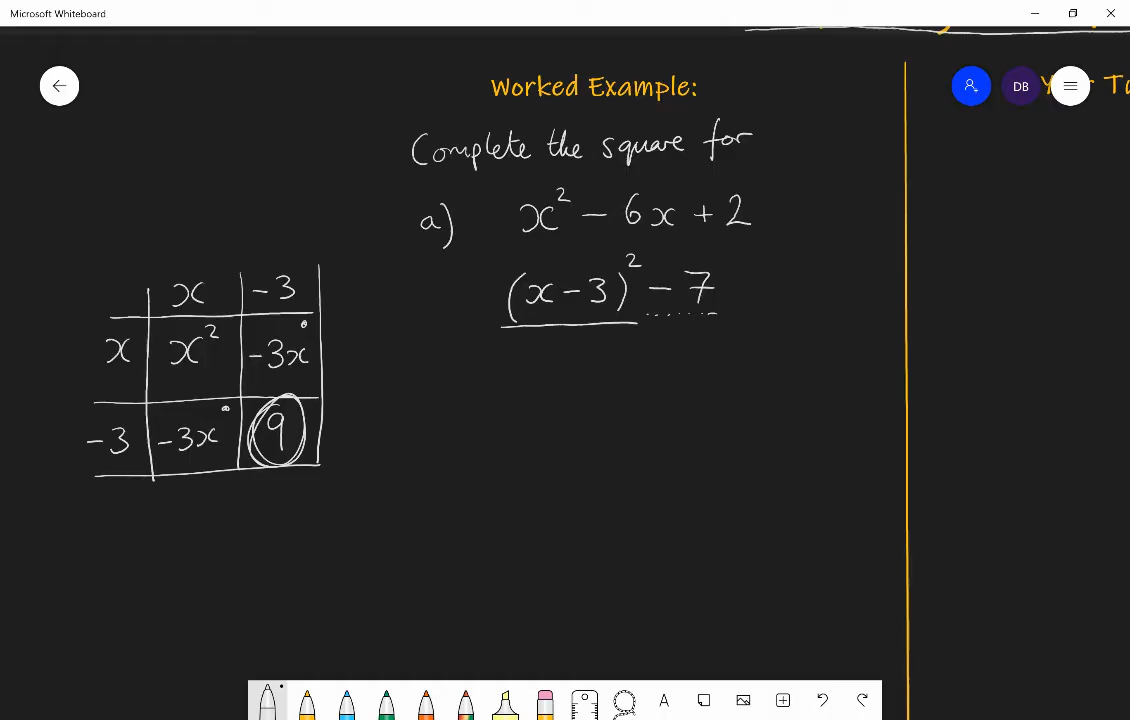 Microsoft Whiteboard
Worked Example:
DB
Complete the square for
a) x² - 6x + 2
(x - 3)² - 7
x -3
x x² -3x
-3 -3x 9
A